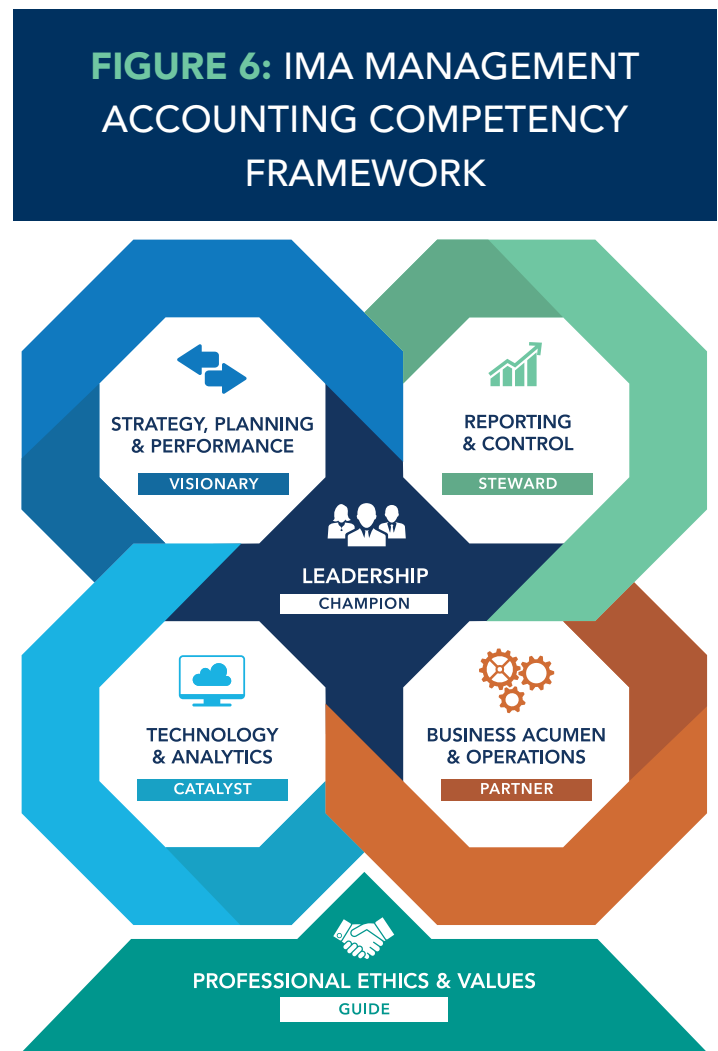 FIGURE 6: IMA MANAGEMENT
ACCOUNTING COMPETENCY
FRAMEWORK
STRATEGY, PLANNING
& PERFORMANCE
VISIONARY
REPORTING
& CONTROL
STEWARD
LEADERSHIP
CHAMPION
TECHNOLOGY
& ANALYTICS
CATALYST
BUSINESS ACUMEN
& OPERATIONS
PARTNER
PROFESSIONAL ETHICS & VALUES
GUIDE